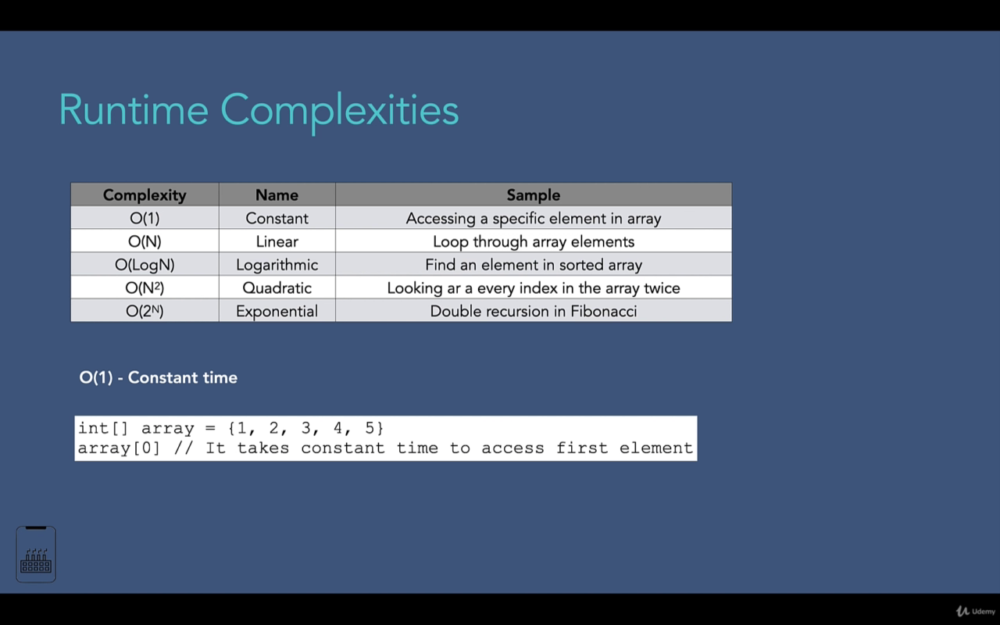 Runtime Complexities
Complexity Name Sample
O(1) Constant Accessing a specific element in array
O(N) Linear Loop through array elements
O(LogN) Logarithmic Find an element in sorted array
O(N²) Quadratic Looking ar a every index in the array twice
O(2ᴺ) Exponential Double recursion in Fibonacci
O(1) - Constant time
int[] array = {1, 2, 3, 4, 5}
array[0] // It takes constant time to access first element
Udemy